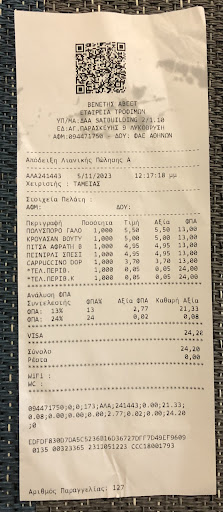 ΒΕΝΕΤΗΣ ΑΒΕΕΤ
ΕΤΑΙΡΕΙΑ ΤΡΟΦΙΜΩΝ
ΥΠ/ΜΑ:ΔΑΑ SATBUILDING 2/1.10
ΕΔ:ΑΓ.ΠΑΡΑΣΚΕΥΗΣ 9 ΛΥΚΟΒΡΥΣΗ
ΑΦΜ:094471750 - ΔΟΥ: ΦΑΕ ΑΘΗΝΩΝ
Απόδειξη Λιανικής Πώλησης Α
ΑΛΑ241443 5/11/2023 12:17:18 μμ
Χειριστής : ΤΑΜΕΙΑΣ
Στοιχεία Πελάτη :
ΑΦΜ: ΔΟΥ:
Περιγραφή Ποσότητα Τιμή Αξία ΦΠΑ
ΠΟΛΥΣΠΟΡΟ ΓΑΛΟ 1,000 5,50 5,50 13,00
ΚΡΟΥΑΣΑΝ ΒΟΥΤΥ 1,000 5,00 5,00 13,00
ΠΙΤΣΑ ΑΦΡΑΤΗ Β 1,000 4,95 4,95 13,00
ΠΕΙΝΙΡΛΙ ΣΠΕΣΙ 1,000 4,95 4,95 13,00
CAPPUCCINO DOP 1,000 3,70 3,70 13,00
*ΤΕΛ.ΠΕΡΙΒ. 1,000 0,05 0,05 24,00
*ΤΕΛ.ΠΕΡΙΒ.Κ 1,000 0,05 0,05 24,00
Ανάλυση ΦΠΑ
Συντελεστής ΦΠΑ% Αξία ΦΠΑ Καθαρή Αξία
ΦΠΑ: 13% 13 2,77 21,33
ΦΠΑ: 24% 24 0,02 0,08
VISA 24,20
Σύνολο 24,20
Ρέστα 0,00
WIFI :
WC :
094471750;0;0;173;ΑΛΑ;241443;0.00;21.33;
0.08;0.00;0.00;0.00;2.77;0.02;0.00;24.20
;0
0135 00323365 2311051223 CCC18001793
Αριθμός Παραγγελίας: 127